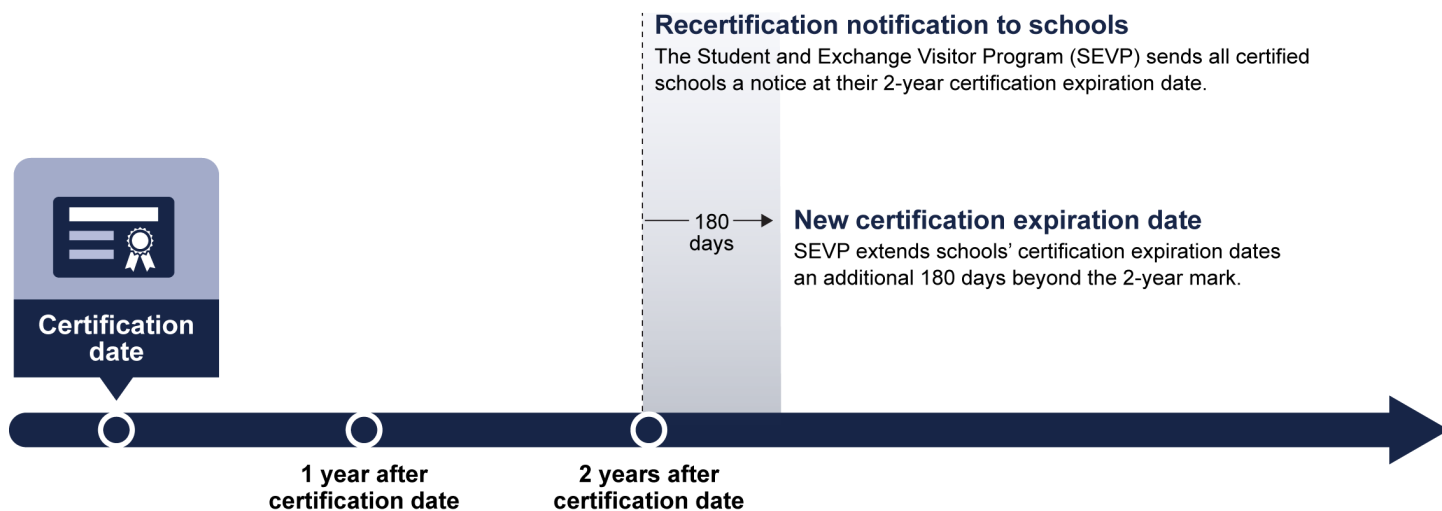 Recertification notification to schools
The Student and Exchange Visitor Program (SEVP) sends all certified
schools a notice at their 2-year certification expiration date.
180
days
New certification expiration date
SEVP extends schools’ certification expiration dates
an additional 180 days beyond the 2-year mark.
Certification
date
1 year after
certification date
2 years after
certification date